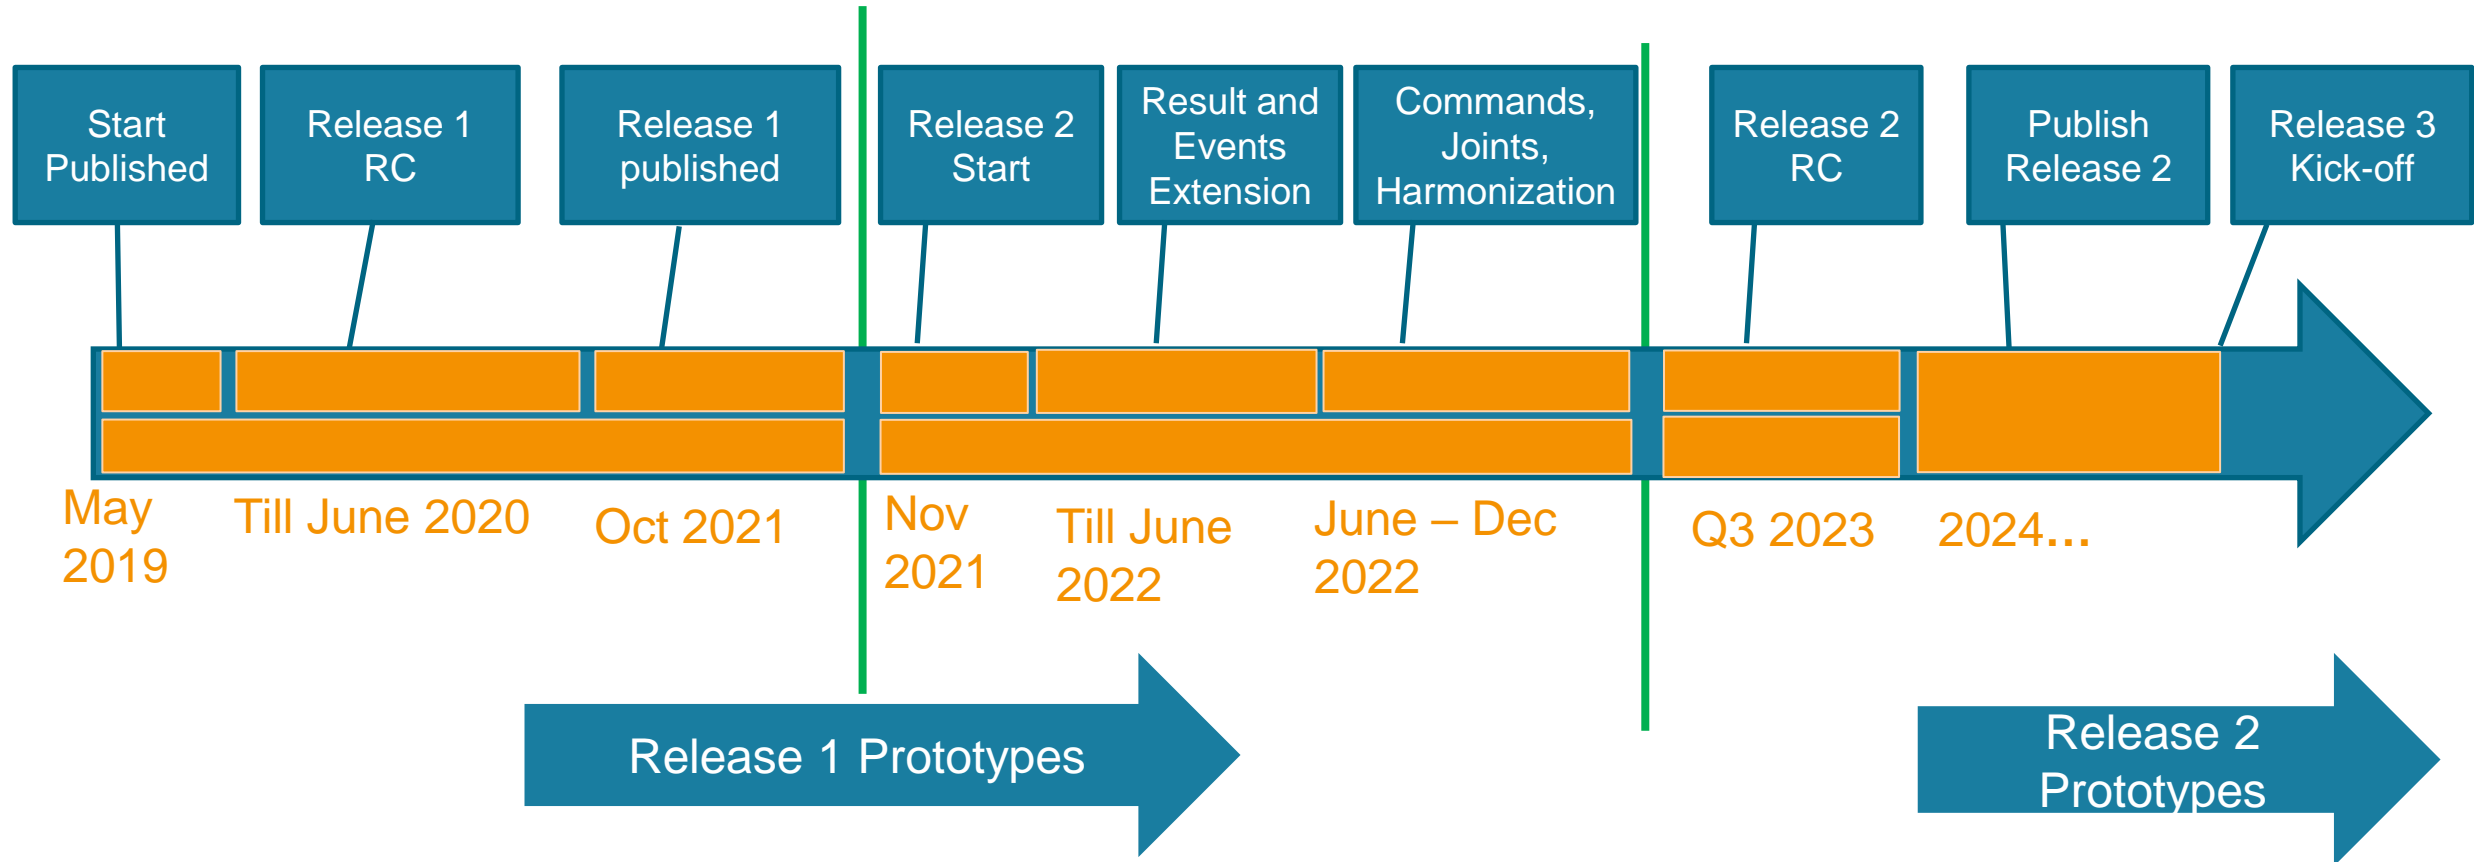 Start
Published
Release 1
RC
Release 1
published
Release 2
Start
Result and
Events
Extension
Commands,
Joints,
Harmonization
Release 2
RC
Publish
Release 2
Release 3
Kick-off
May
2019
Till June 2020
Oct 2021
Nov
2021
Till June
2022
June – Dec
2022
Q3 2023
2024...
Release 1 Prototypes
Release 2
Prototypes